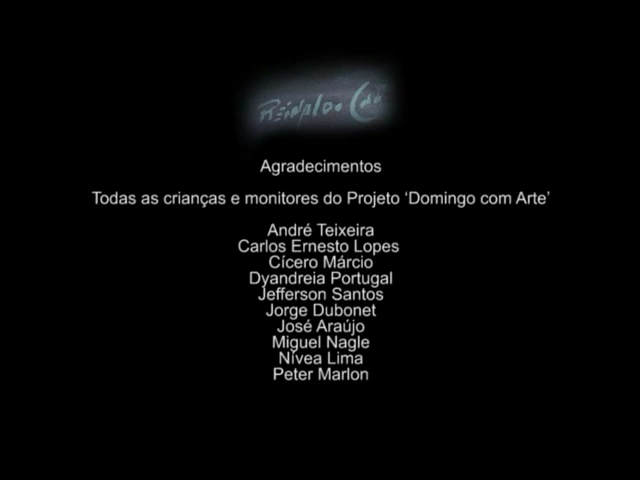 Reinaldo
Agradecimentos
Todas as crianças e monitores do Projeto ‘Domingo com Arte’
André Teixeira
Carlos Ernesto Lopes
Cícero Márcio
Dyandreia Portugal
Jefferson Santos
Jorge Dubonet
José Araújo
Miguel Nagle
Nívea Lima
Peter Marlon